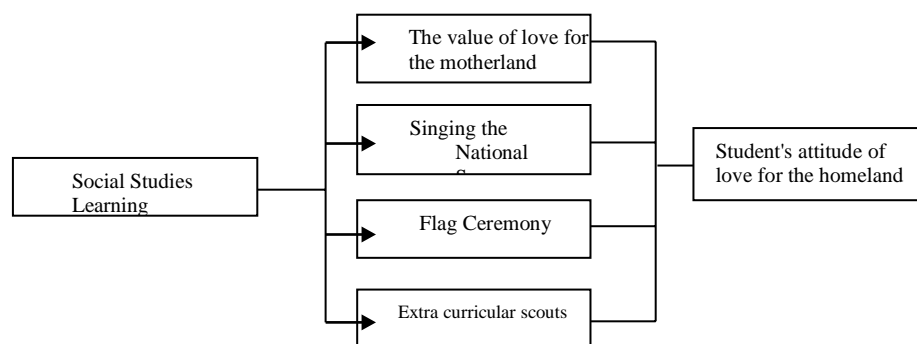 The value of love for
the motherland
Singing the
National
Social Studies
Learning
Student's attitude of
love for the homeland
Flag Ceremony
Extra curricular scouts